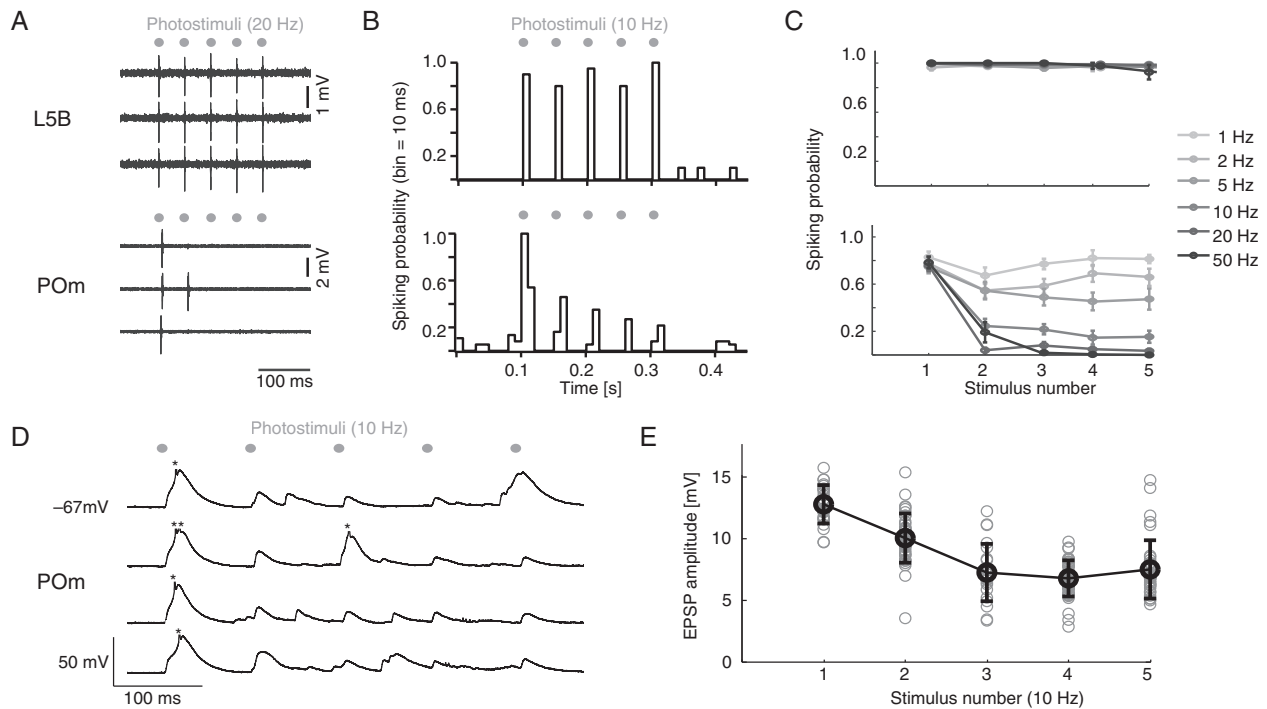 A
Photostimuli (20 Hz)
L5B
1 mV
POm
2 mV
100 ms
B
Photostimuli (10 Hz)
Spiking probability (bin = 10 ms)
1.0
0.6
0.2
1.0
0.6
0.2
0.1
0.2
0.3
0.4
Time [s]
C
Spiking probability
1.0
0.6
0.2
1.0
0.6
0.2
1
2
3
4
5
Stimulus number
1 Hz
2 Hz
5 Hz
10 Hz
20 Hz
50 Hz
D
Photostimuli (10 Hz)
*
–67mV
**
*
POm
*
*
50 mV
100 ms
E
EPSP amplitude [mV]
15
10
5
0
1
2
3
4
5
Stimulus number (10 Hz)